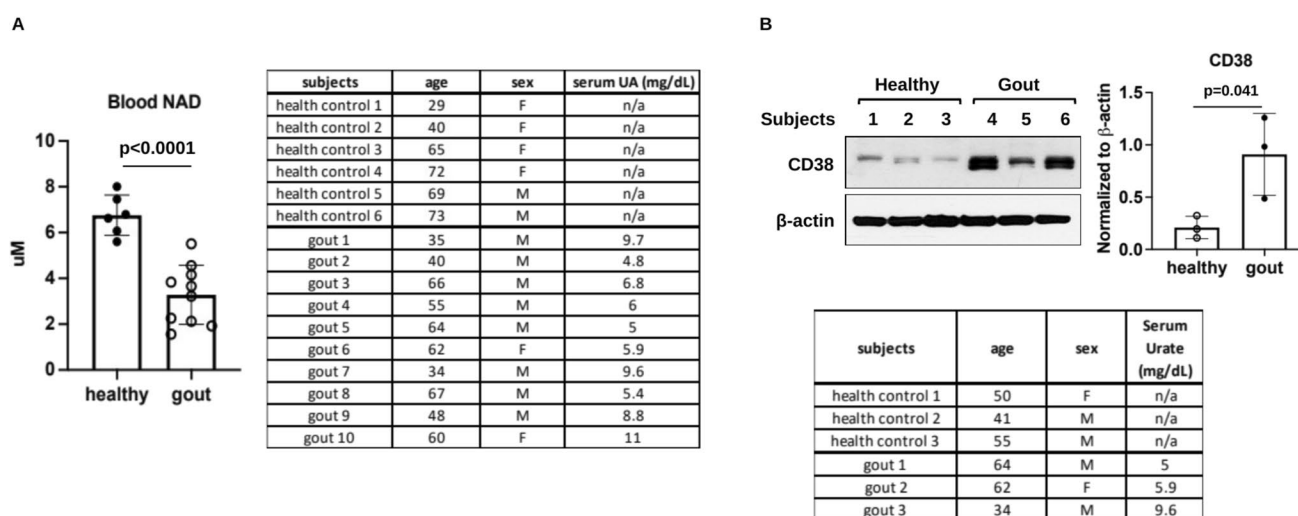 A
Blood NAD
10
8
6
4
2
0
uM
p<0.0001
healthy gout
subjects age sex serum UA (mg/dL)
health control 1 29 F n/a
health control 2 40 F n/a
health control 3 65 F n/a
health control 4 72 F n/a
health control 5 69 M n/a
health control 6 73 M n/a
gout 1 35 M 9.7
gout 2 40 M 4.8
gout 3 66 M 6.8
gout 4 55 M 6
gout 5 64 M 5
gout 6 62 F 5.9
gout 7 34 M 9.6
gout 8 67 M 5.4
gout 9 48 M 8.8
gout 10 60 F 11
B
Healthy Gout
Subjects 1 2 3 4 5 6
CD38
β-actin
CD38
p=0.041
Normalized to β-actin
1.5
1.0
0.5
0.0
healthy gout
subjects age sex Serum
Urate
(mg/dL)
health control 1 50 F n/a
health control 2 41 M n/a
health control 3 55 M n/a
gout 1 64 M 5
gout 2 62 F 5.9
gout 3 34 M 9.6